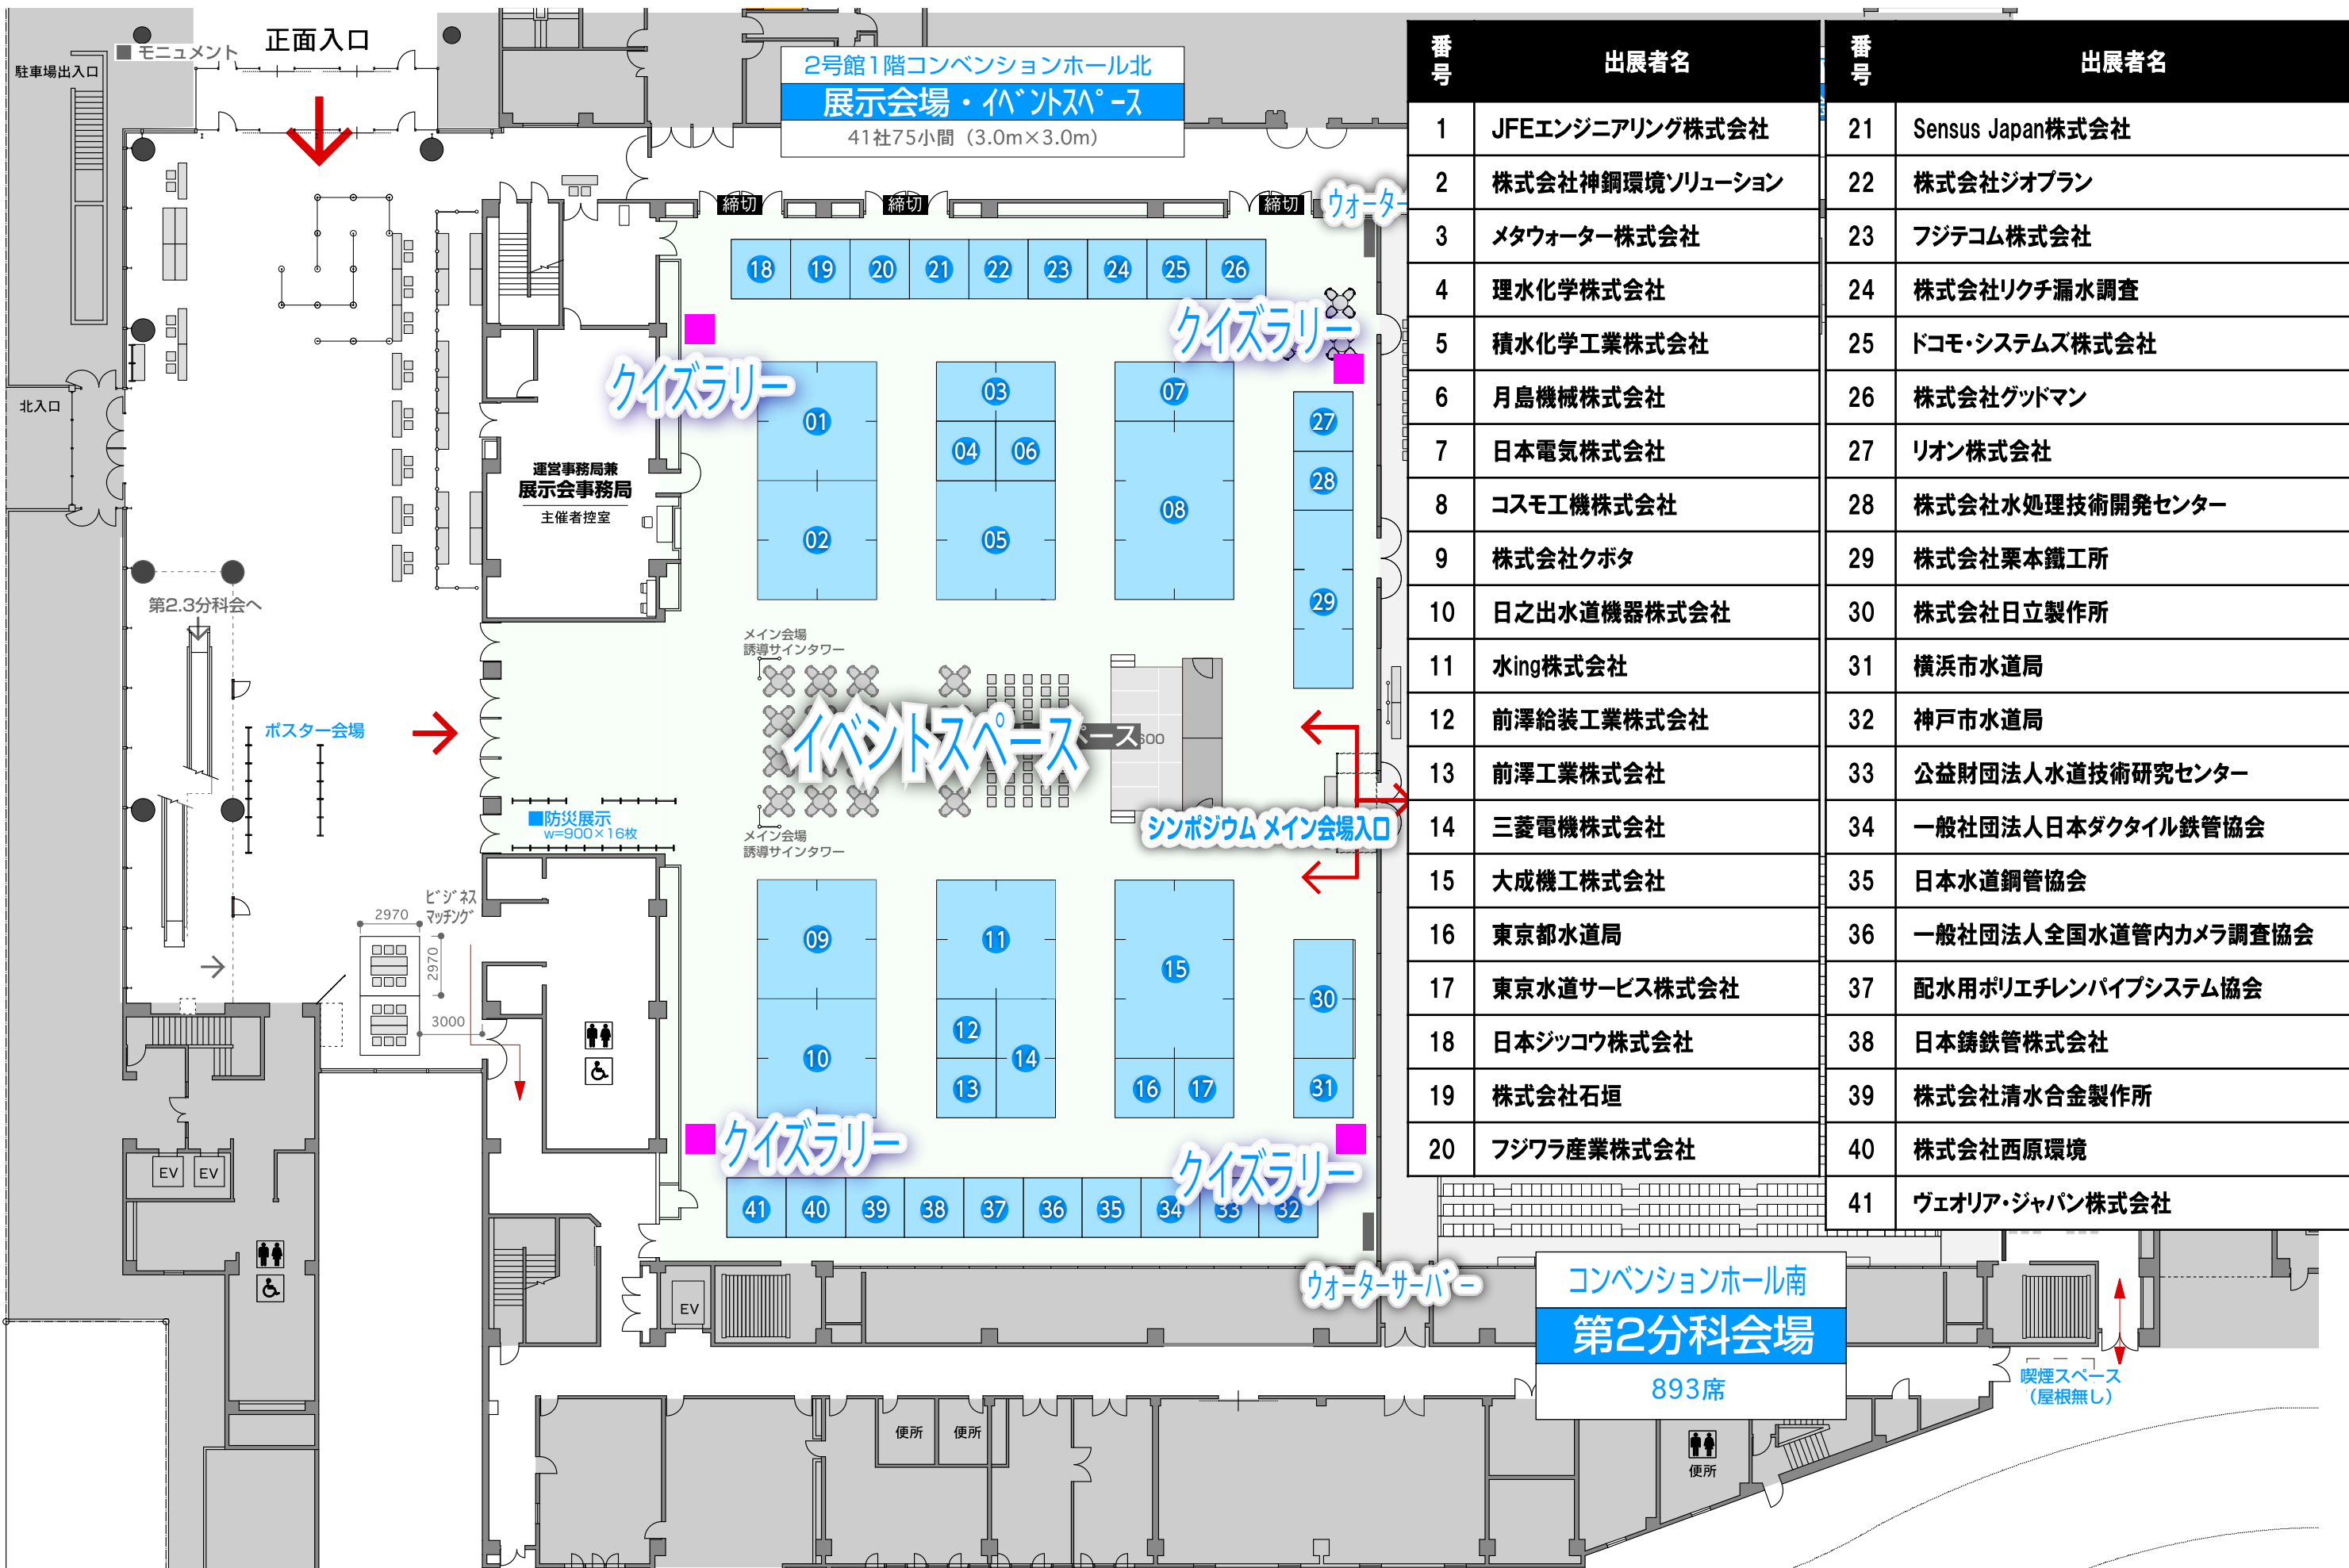 正面入口
■ モニュメント
駐車場出入口
2号館1階コンベンションホール北
展示会場・イベントスペース
41社75小間（3.0m×3.0m）
締切
締切
締切
ウォーター
18 19 20 21 22 23 24 25 26
クイズラリー
クイズラリー
北入口
01
02
03
04 06
05
07
08
27
28
29
運営事務局兼
展示会事務局
主催者控室
第2.3分科会へ
メイン会場
誘導サインタワー
イベントスペース
ペース
600
ポスター会場
■防災展示
w=900×16枚
メイン会場
誘導サインタワー
シンポジウム メイン会場入口
ビジネス
マッチング
2970
2970
3000
09
10
11
12
13
14
15
16 17
30
31
クイズラリー
クイズラリー
41 40 39 38 37 36 35 34 33 32
ウォーターサーバー
EV EV
EV
便所 便所
便所
コンベンションホール南
第2分科会場
893席
喫煙スペース
（屋根無し）
番号 出展者名
1 JFEエンジニアリング株式会社
2 株式会社神鋼環境ソリューション
3 メタウォーター株式会社
4 理水化学株式会社
5 積水化学工業株式会社
6 月島機械株式会社
7 日本電気株式会社
8 コスモ工機株式会社
9 株式会社クボタ
10 日之出水道機器株式会社
11 水ing株式会社
12 前澤給装工業株式会社
13 前澤工業株式会社
14 三菱電機株式会社
15 大成機工株式会社
16 東京都水道局
17 東京水道サービス株式会社
18 日本ジッコウ株式会社
19 株式会社石垣
20 フジワラ産業株式会社
番号 出展者名
21 Sensus Japan株式会社
22 株式会社ジオプラン
23 フジテコム株式会社
24 株式会社リクチ漏水調査
25 ドコモ・システムズ株式会社
26 株式会社グッドマン
27 リオン株式会社
28 株式会社水処理技術開発センター
29 株式会社栗本鐵工所
30 株式会社日立製作所
31 横浜市水道局
32 神戸市水道局
33 公益財団法人水道技術研究センター
34 一般社団法人日本ダクタイル鉄管協会
35 日本水道鋼管協会
36 一般社団法人全国水道管内カメラ調査協会
37 配水用ポリエチレンパイプシステム協会
38 日本鋳鉄管株式会社
39 株式会社清水合金製作所
40 株式会社西原環境
41 ヴェオリア・ジャパン株式会社